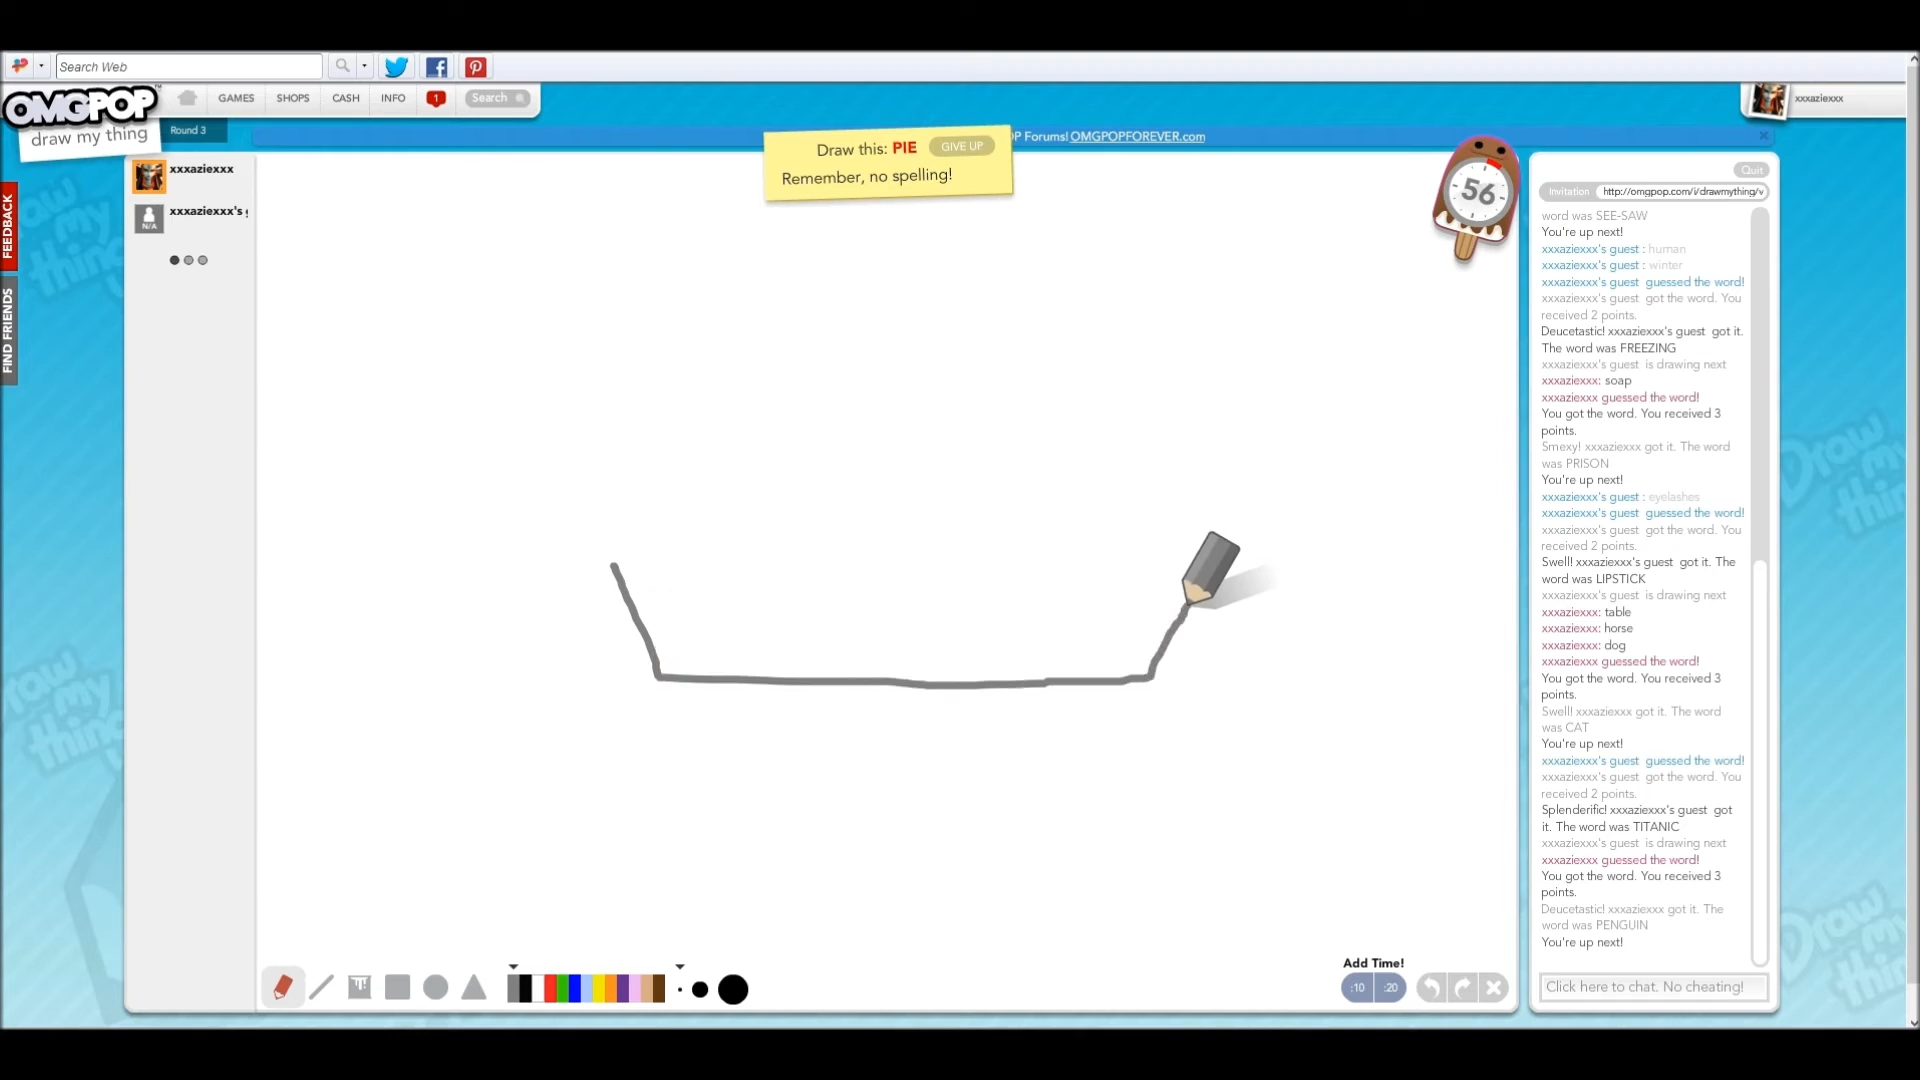 Search Web
OMGPOP
draw my thing
GAMES
SHOPS
CASH
INFO
1
Search
xxxaziexxx
Round 3
OP Forums! OMGPOPFOREVER.com
Draw this: PIE
GIVE UP
Remember, no spelling!
56
FEEDBACK
FIND FRIENDS
xxxaziexxx
N/A
xxxaziexxx's
Quit
Invitation
http://omgpop.com/i/drawmything/v
word was SEE-SAW
You're up next!
xxxaziexxx's guest : human
xxxaziexxx's guest : winter
xxxaziexxx's guest  guessed the word!
xxxaziexxx's guest  got the word. You
received 2 points.
Deucetastic! xxxaziexxx's guest  got it.
The word was FREEZING
xxxaziexxx's guest  is drawing next
xxxaziexxx: soap
xxxaziexxx guessed the word!
You got the word. You received 3
points.
Smexy! xxxaziexxx got it. The word
was PRISON
You're up next!
xxxaziexxx's guest : eyelashes
xxxaziexxx's guest  guessed the word!
xxxaziexxx's guest  got the word. You
received 2 points.
Swell! xxxaziexxx's guest  got it. The
word was LIPSTICK
xxxaziexxx's guest  is drawing next
xxxaziexxx: table
xxxaziexxx: horse
xxxaziexxx: dog
xxxaziexxx guessed the word!
You got the word. You received 3
points.
Swell! xxxaziexxx got it. The word
was CAT
You're up next!
xxxaziexxx's guest  guessed the word!
xxxaziexxx's guest  got the word. You
received 2 points.
Splenderific! xxxaziexxx's guest  got
it. The word was TITANIC
xxxaziexxx's guest  is drawing next
xxxaziexxx guessed the word!
You got the word. You received 3
points.
Deucetastic! xxxaziexxx got it. The
word was PENGUIN
You're up next!
Click here to chat. No cheating!
Add Time!
:10
:20
Draw my thing
Draw my thing